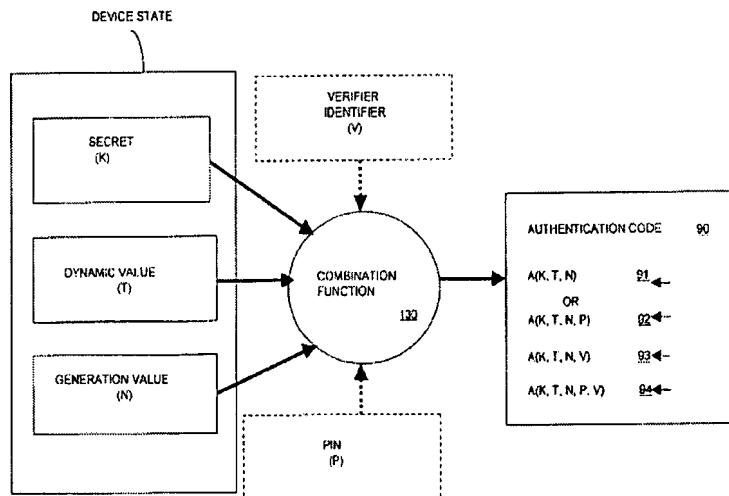 DEVICE STATE
SECRET
(K)
DYNAMIC VALUE
(T)
GENERATION VALUE
(N)
VERIFIER
IDENTIFIER
(V)
COMBINATION
FUNCTION
130
PIN
(P)
AUTHENTICATION CODE 90
A(K, T, N) 91
OR
A(K, T, N, P) 92
A(K, T, N, V) 93
A(K, T, N, P, V) 94